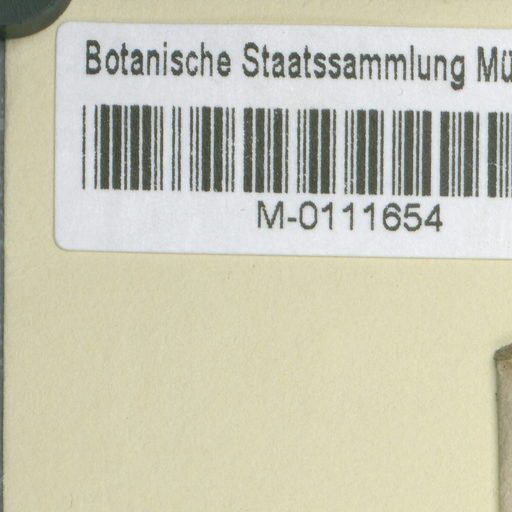 Botanische Staatssammlung Mü
M-0111654